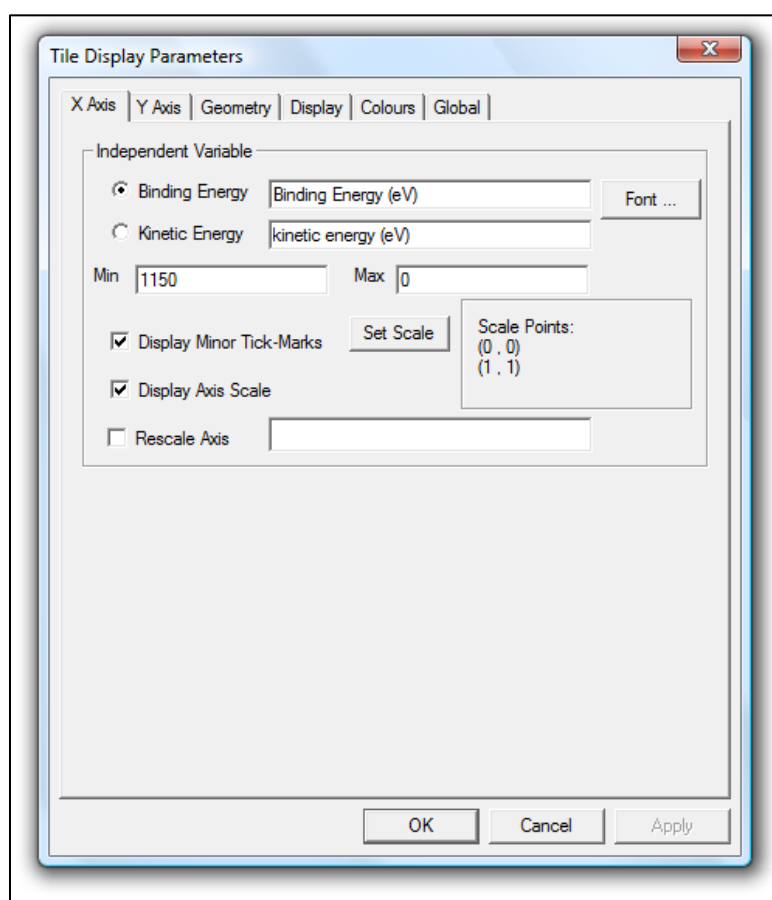 Tile Display Parameters
X Axis Y Axis Geometry Display Colours Global
Independent Variable
Binding Energy Binding Energy (eV) Font ...
Kinetic Energy kinetic energy (eV)
Min 1150 Max 0
Display Minor Tick-Marks Set Scale
Scale Points:
(0 , 0)
(1 , 1)
Display Axis Scale
Rescale Axis
OK Cancel Apply